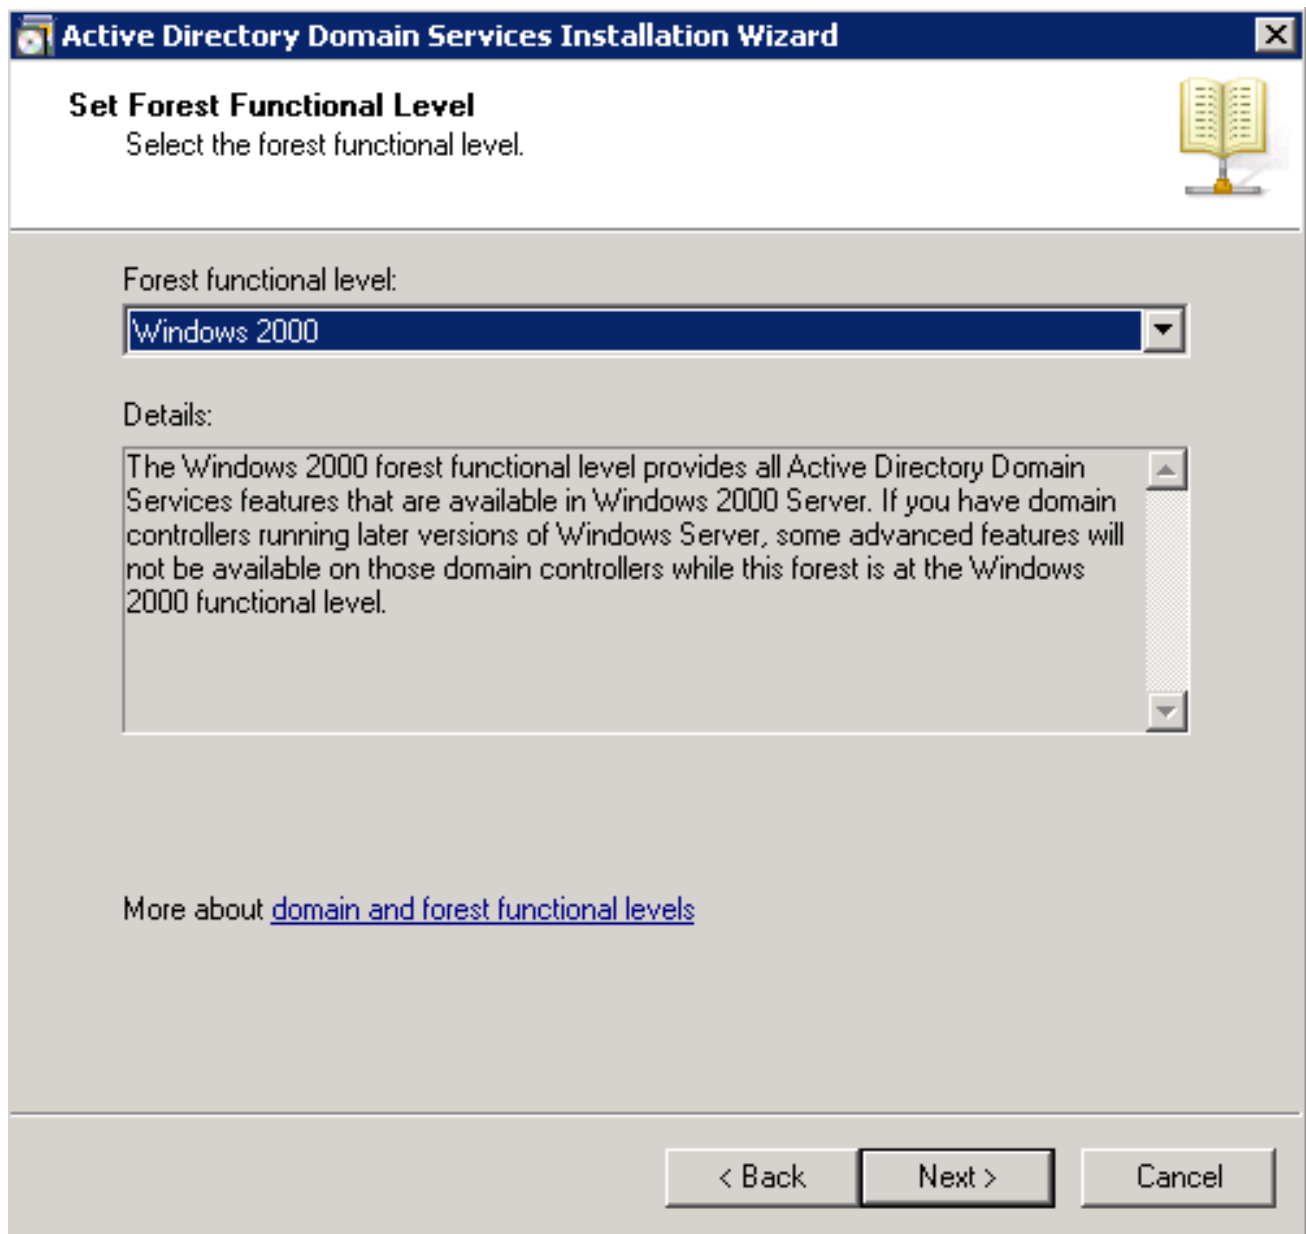 Active Directory Domain Services Installation Wizard
Set Forest Functional Level
Select the forest functional level.
Forest functional level:
Windows 2000
Details:
The Windows 2000 forest functional level provides all Active Directory Domain
Services features that are available in Windows 2000 Server. If you have domain
controllers running later versions of Windows Server, some advanced features will
not be available on those domain controllers while this forest is at the Windows
2000 functional level.
More about domain and forest functional levels
< Back
Next >
Cancel